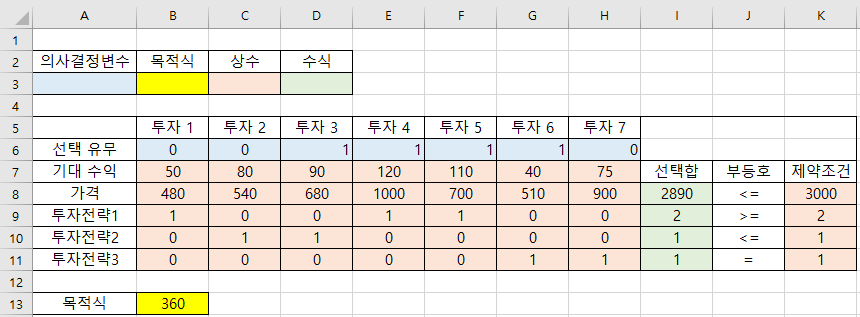 A B C D E F G H I J K
1
2 의사결정변수 목적식 상수 수식
3
4
5 투자 1 투자 2 투자 3 투자 4 투자 5 투자 6 투자 7
6 선택 유무 0 0 1 1 1 1 0
7 기대 수익 50 80 90 120 110 40 75 선택합 부등호 제약조건
8 가격 480 540 680 1000 700 510 900 2890 <= 3000
9 투자전략1 1 0 0 1 1 0 0 2 >= 2
10 투자전략2 0 1 1 0 0 0 0 1 <= 1
11 투자전략3 0 0 0 0 0 1 1 1 = 1
12
13 목적식 360